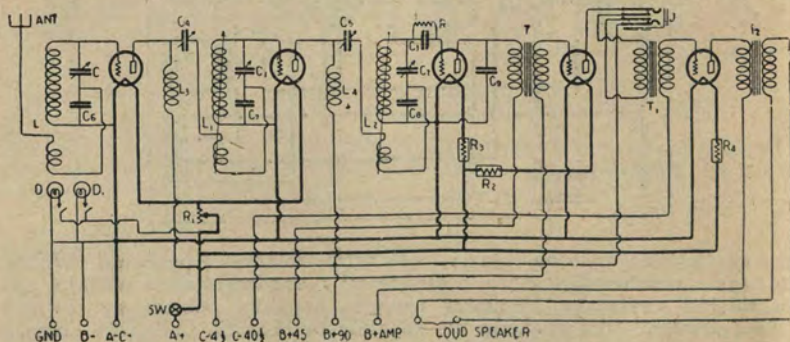 ANT
C4
C5
R
T
J
T2
C
C1
C1
C2
C9
L3
L4
T1
C6
C7
C8
L
L1
L2
R3
R2
R4
D
D.
R1
SW
GND B- A-C- A+ C-4½ C-40½ B+45 B+90 B+AMP. LOUD SPEAKER